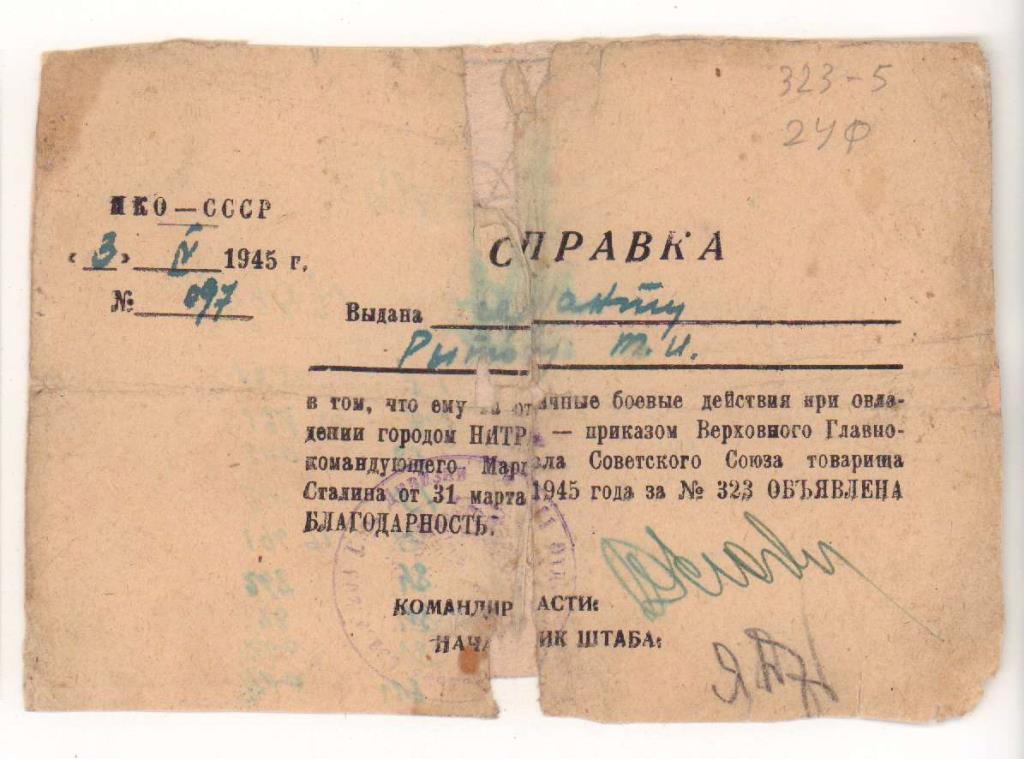 323-5
24Ф
НКО — СССР
«3» IV 1945 г.
№ 097
СПРАВКА
Выдана
Т. И.
в том, что ему за отличные боевые действия при овла-
дении городом НИТРА — приказом Верховного Главно-
командующего Маршала Советского Союза товарища
Сталина от 31 марта 1945 года за № 323 ОБЪЯВЛЕНА
БЛАГОДАРНОСТЬ.
КОМАНДИР ЧАСТИ:
НАЧАЛЬНИК ШТАБА: